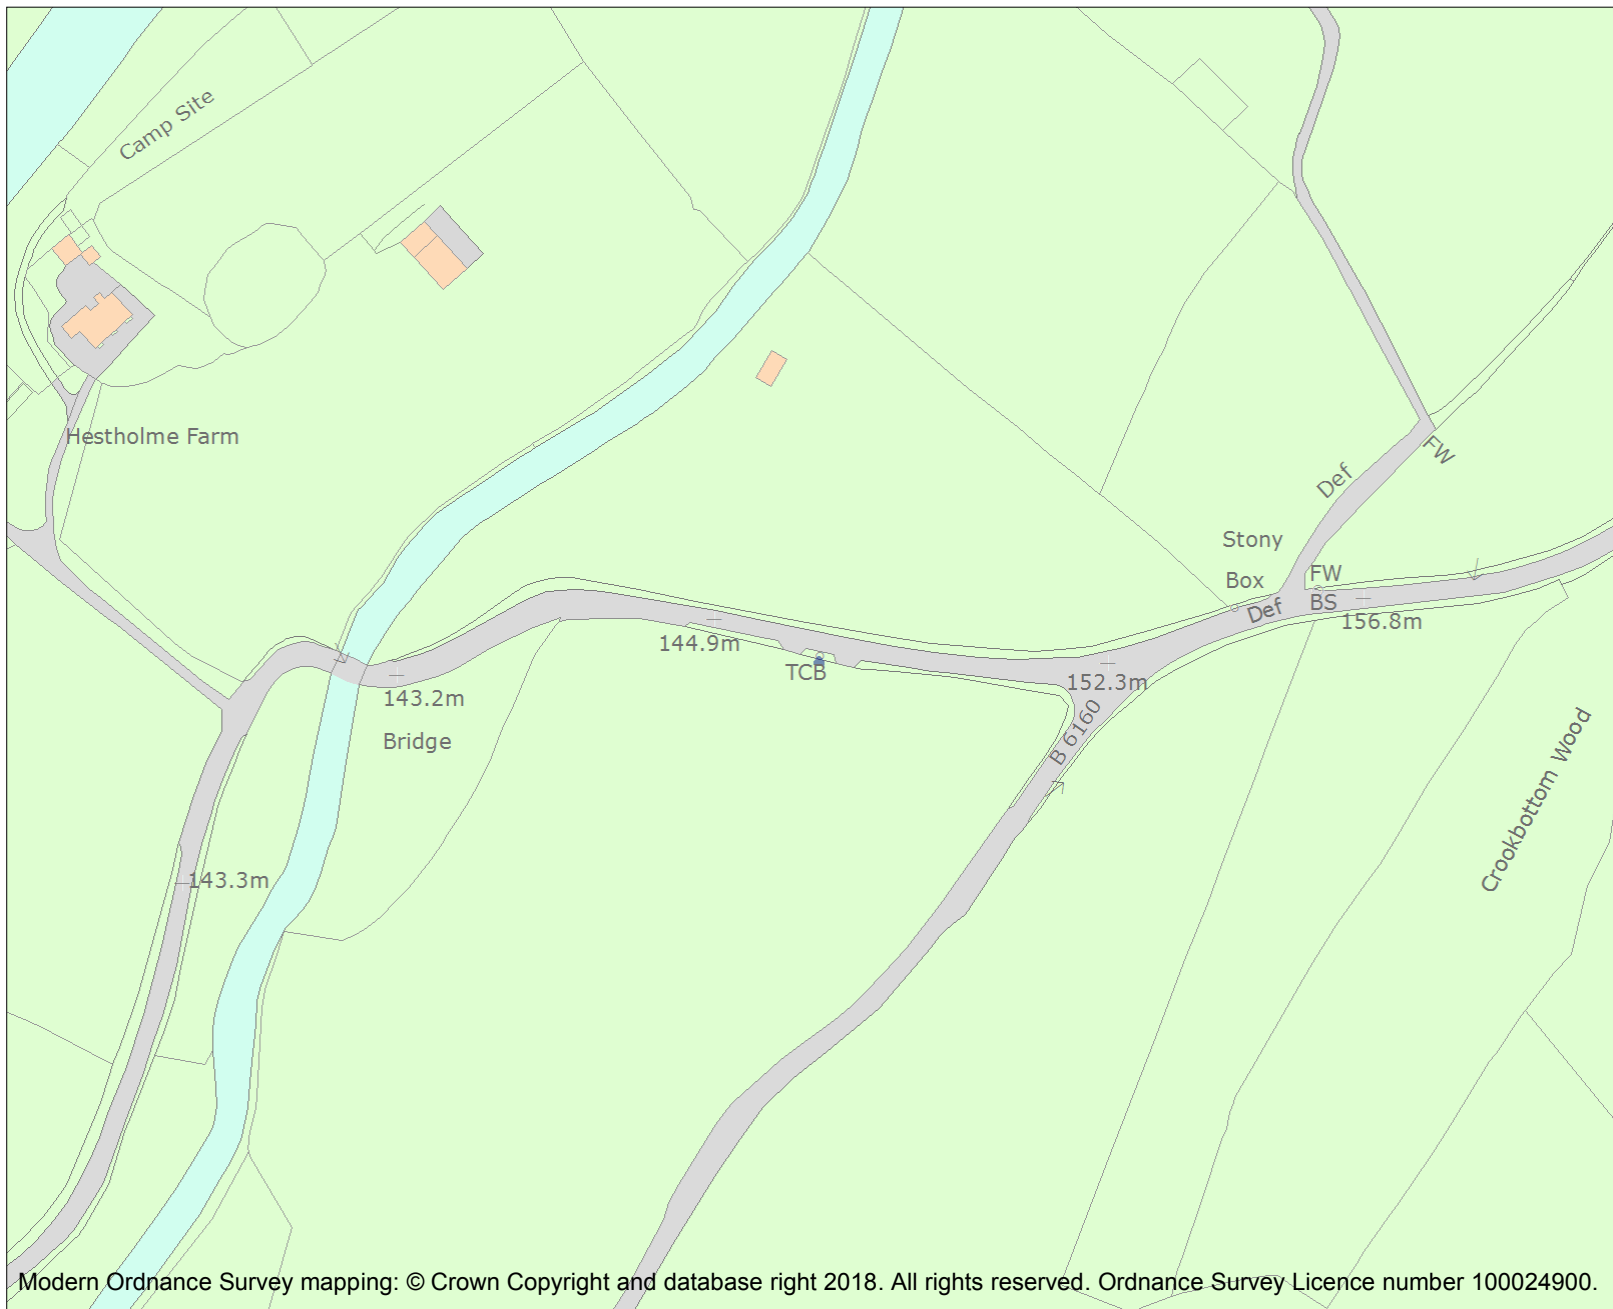 Camp Site
Hestholme Farm
FW
Def
Stony
Box
FW
Def
BS
156.8m
144.9m
TCB
152.3m
143.2m
B 6160
Bridge
Crookbottom Wood
143.3m
Modern Ordnance Survey mapping: © Crown Copyright and database right 2018. All rights reserved. Ordnance Survey Licence number 100024900.